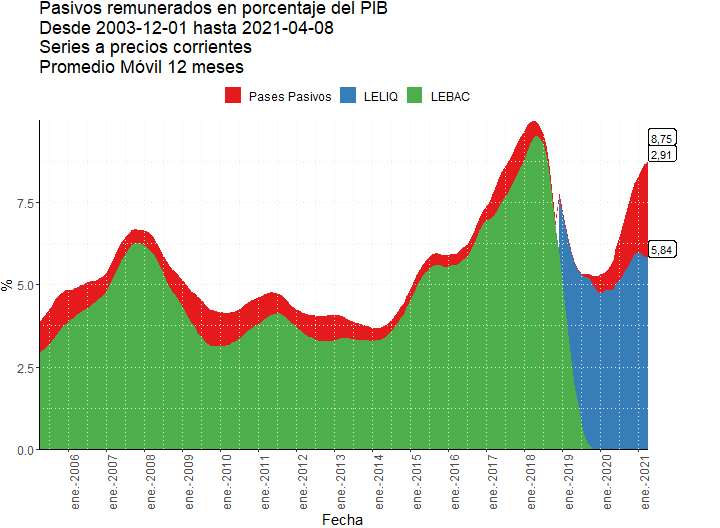 Pasivos remunerados en porcentaje del PIB
Desde 2003-12-01 hasta 2021-04-08
Series a precios corrientes
Promedio Móvil 12 meses
Pases Pasivos LELIQ LEBAC
8,75
2,91
5,84
7.5
5.0
2.5
0.0
%
ene.-2006
ene.-2007
ene.-2008
ene.-2009
ene.-2010
ene.-2011
ene.-2012
ene.-2013
ene.-2014
ene.-2015
ene.-2016
ene.-2017
ene.-2018
ene.-2019
ene.-2020
ene.-2021
Fecha